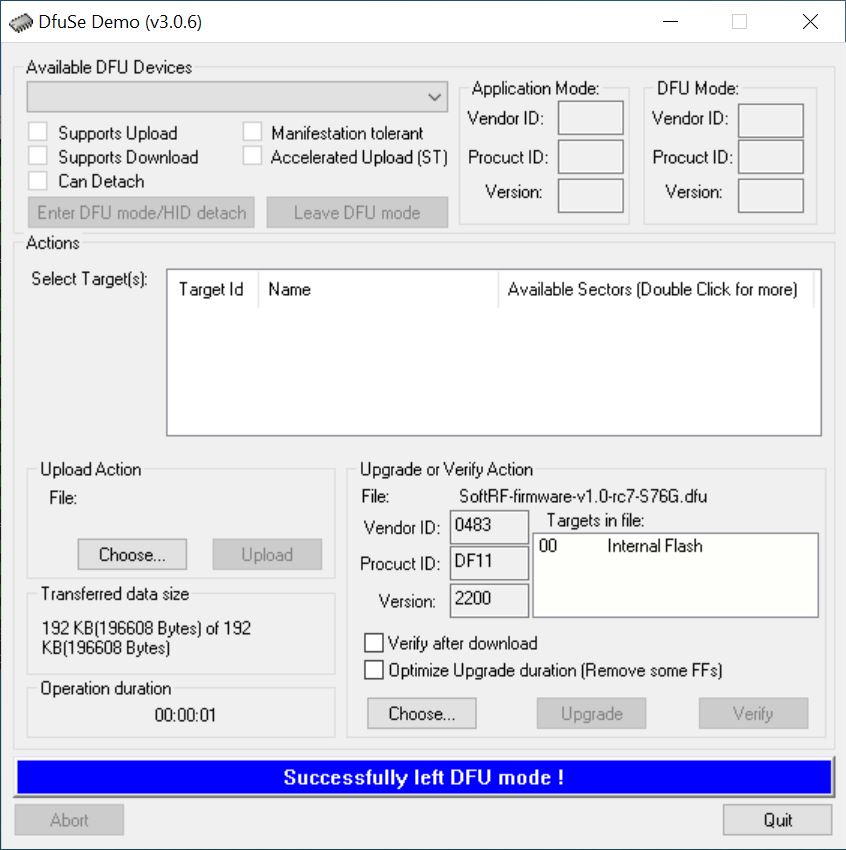 DfuSe Demo (v3.0.6)
Available DFU Devices
Supports Upload
Manifestation tolerant
Supports Download
Accelerated Upload (ST)
Can Detach
Enter DFU mode/HID detach
Leave DFU mode
Application Mode:
Vendor ID:
Procuct ID:
Version:
DFU Mode:
Vendor ID:
Procuct ID:
Version:
Actions
Select Target(s):
Target Id
Name
Available Sectors (Double Click for more)
Upload Action
File:
Choose...
Upload
Transferred data size
192 KB(196608 Bytes) of 192
KB(196608 Bytes)
Operation duration
00:00:01
Upgrade or Verify Action
File:
SoftRF-firmware-v1.0-rc7-S76G.dfu
Vendor ID:
0483
Procuct ID:
DF11
Version:
2200
Targets in file:
00
Internal Flash
Verify after download
Optimize Upgrade duration (Remove some FFs)
Choose...
Upgrade
Verify
Successfully left DFU mode !
Abort
Quit